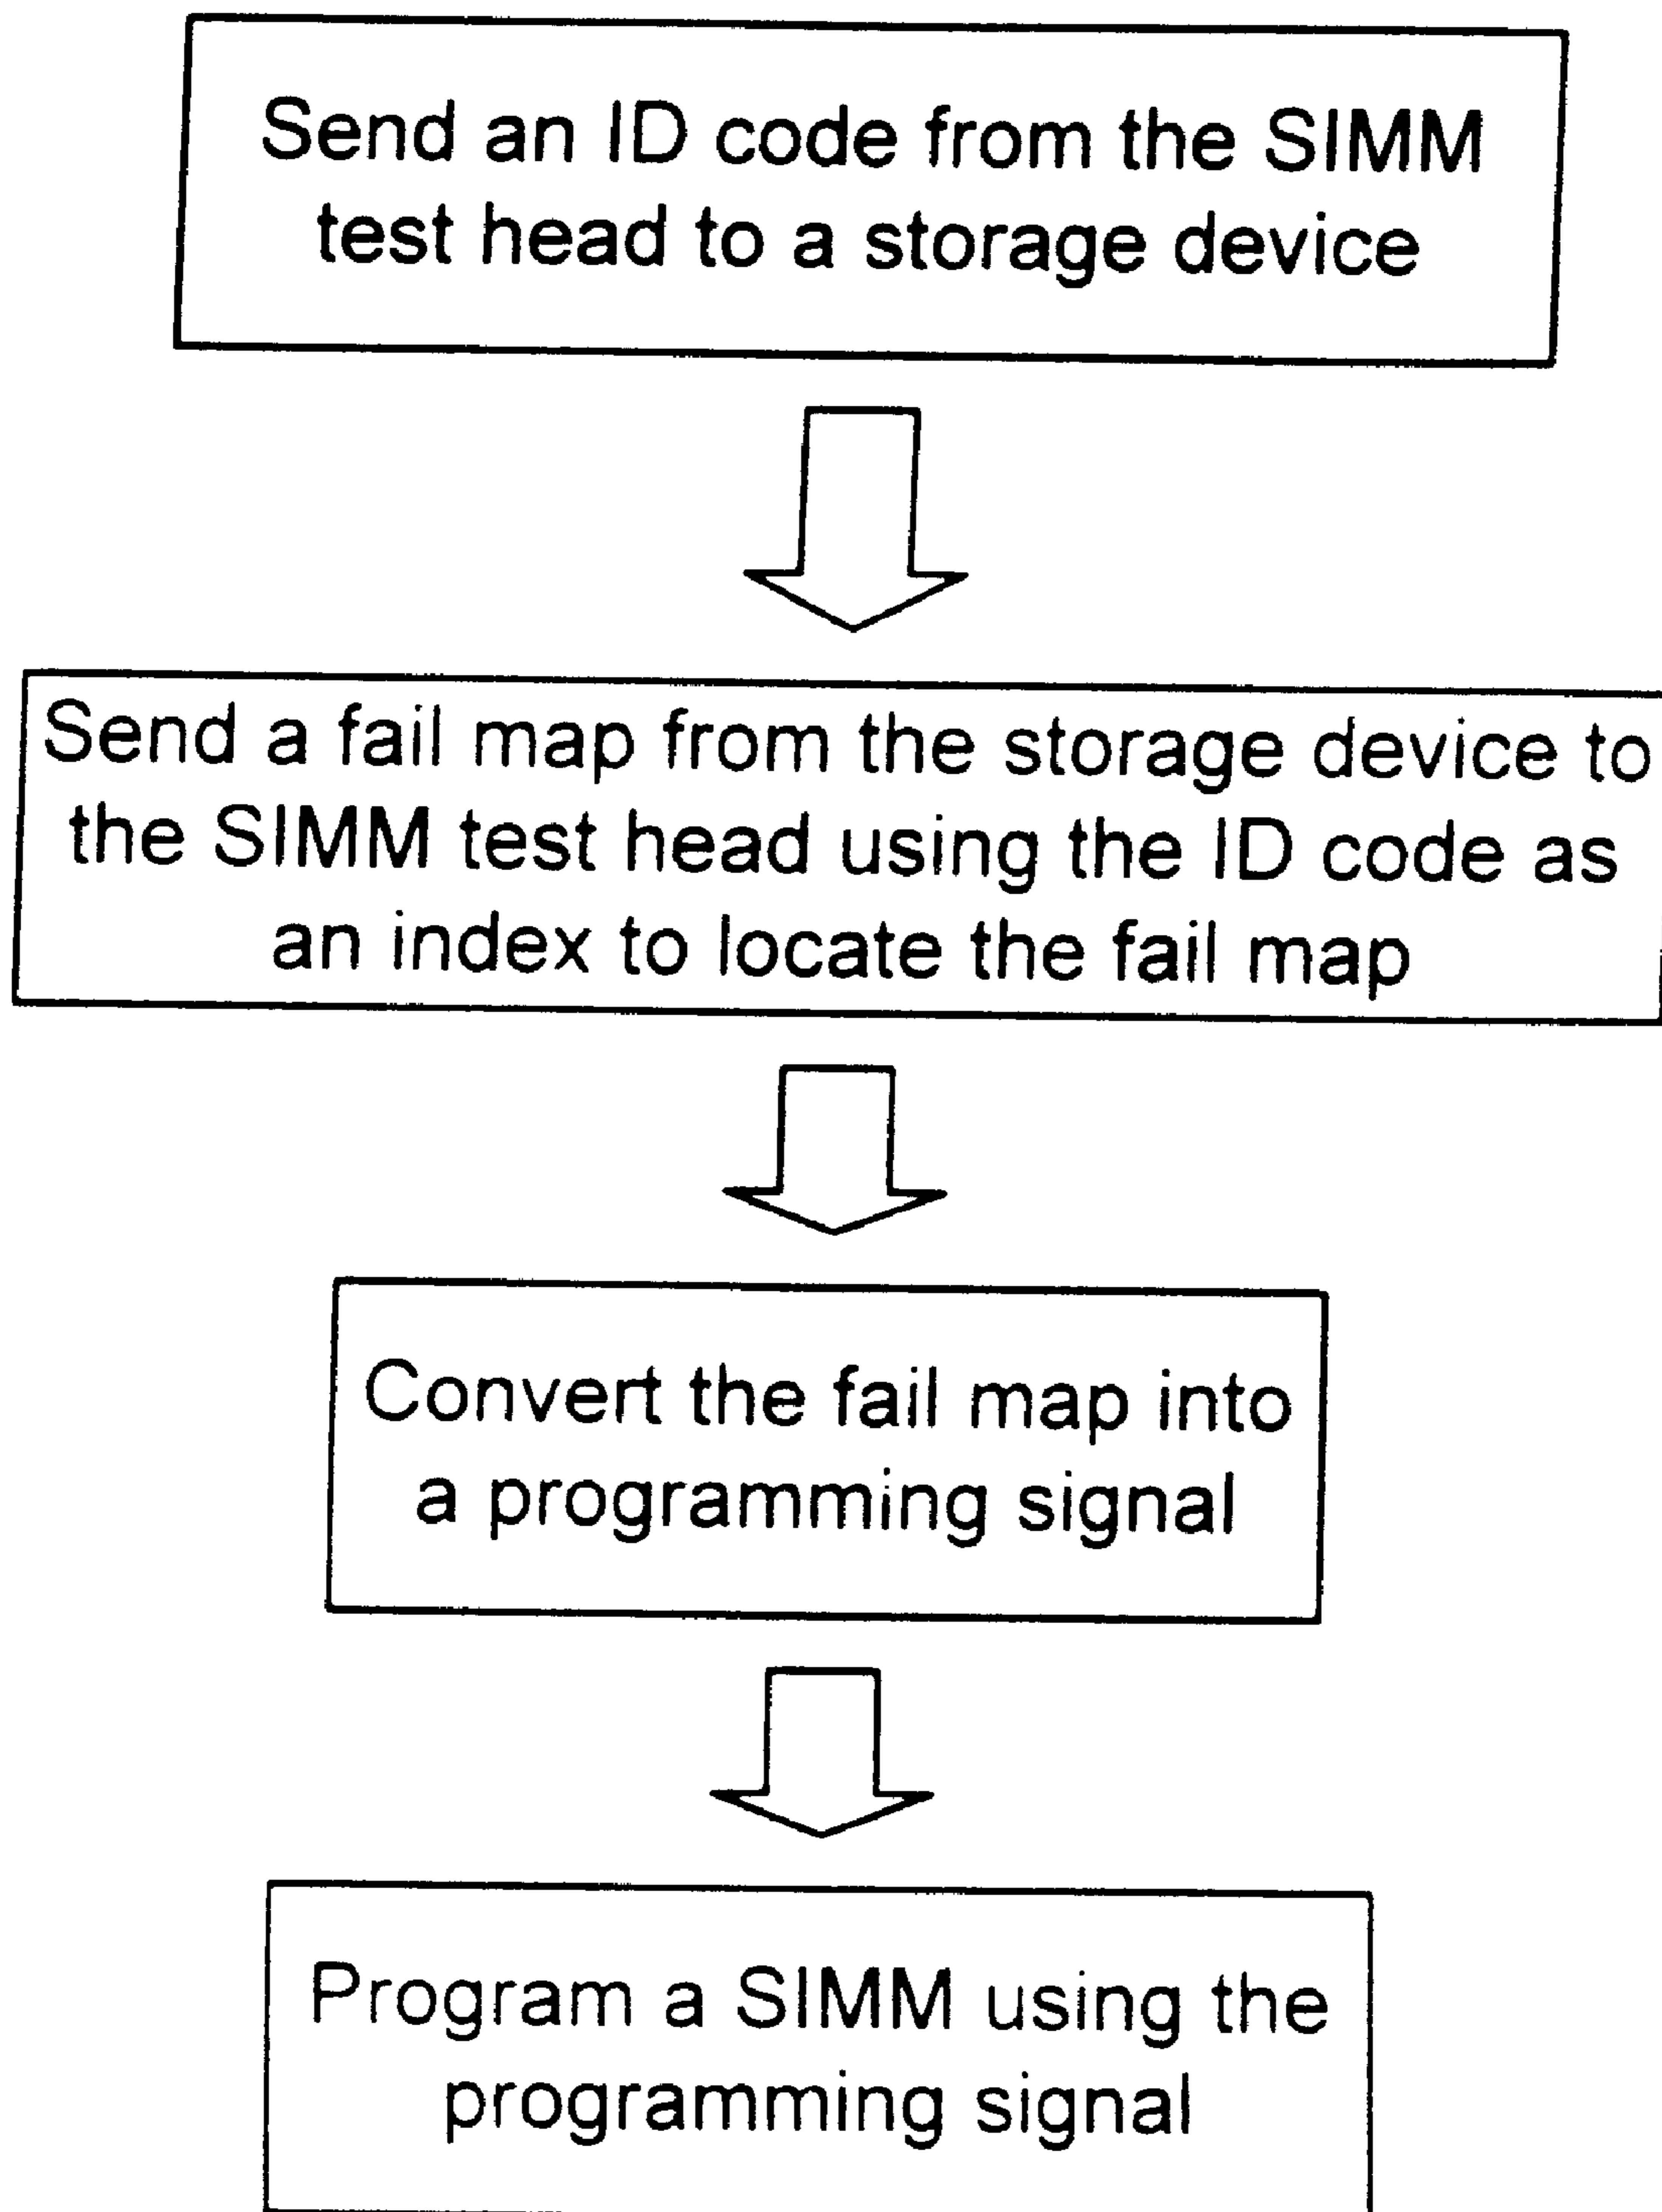 Send an ID code from the SIMM
test head to a storage device
Send a fail map from the storage device to
the SIMM test head using the ID code as
an index to locate the fail map
Convert the fail map into
a programming signal
Program a SIMM using the
programming signal